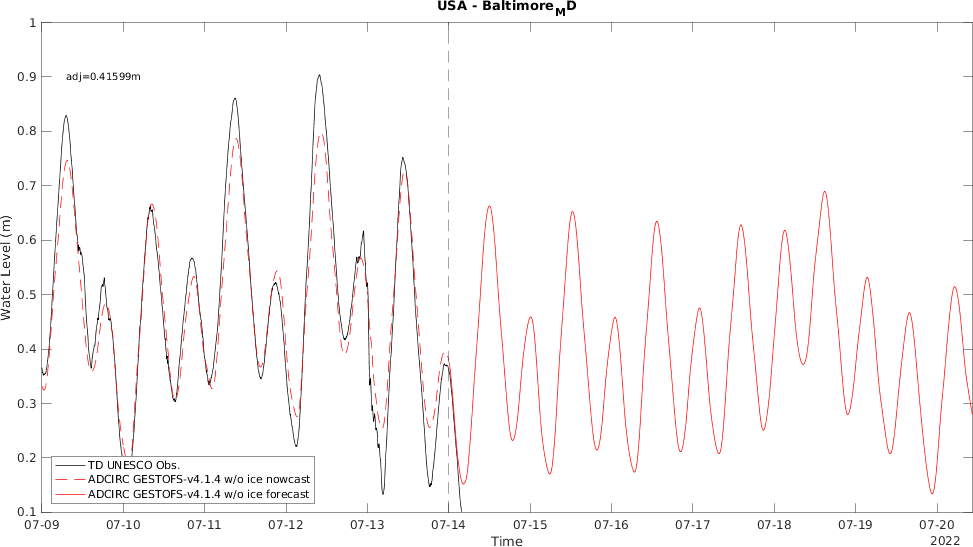 USA - Baltimore_MD
1
0.9
0.8
0.7
0.6
0.5
0.4
0.3
0.2
0.1
Water Level (m)
adj=0.41599m
TD UNESCO Obs.
ADCIRC GESTOFS-v4.1.4 w/o ice nowcast
ADCIRC GESTOFS-v4.1.4 w/o ice forecast
07-09 07-10 07-11 07-12 07-13 07-14 07-15 07-16 07-17 07-18 07-19 07-20
Time
2022